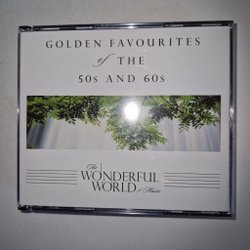 GOLDEN FAVOURITES
of THE
50s AND 60s
The
WONDERFUL
WORLD of Music